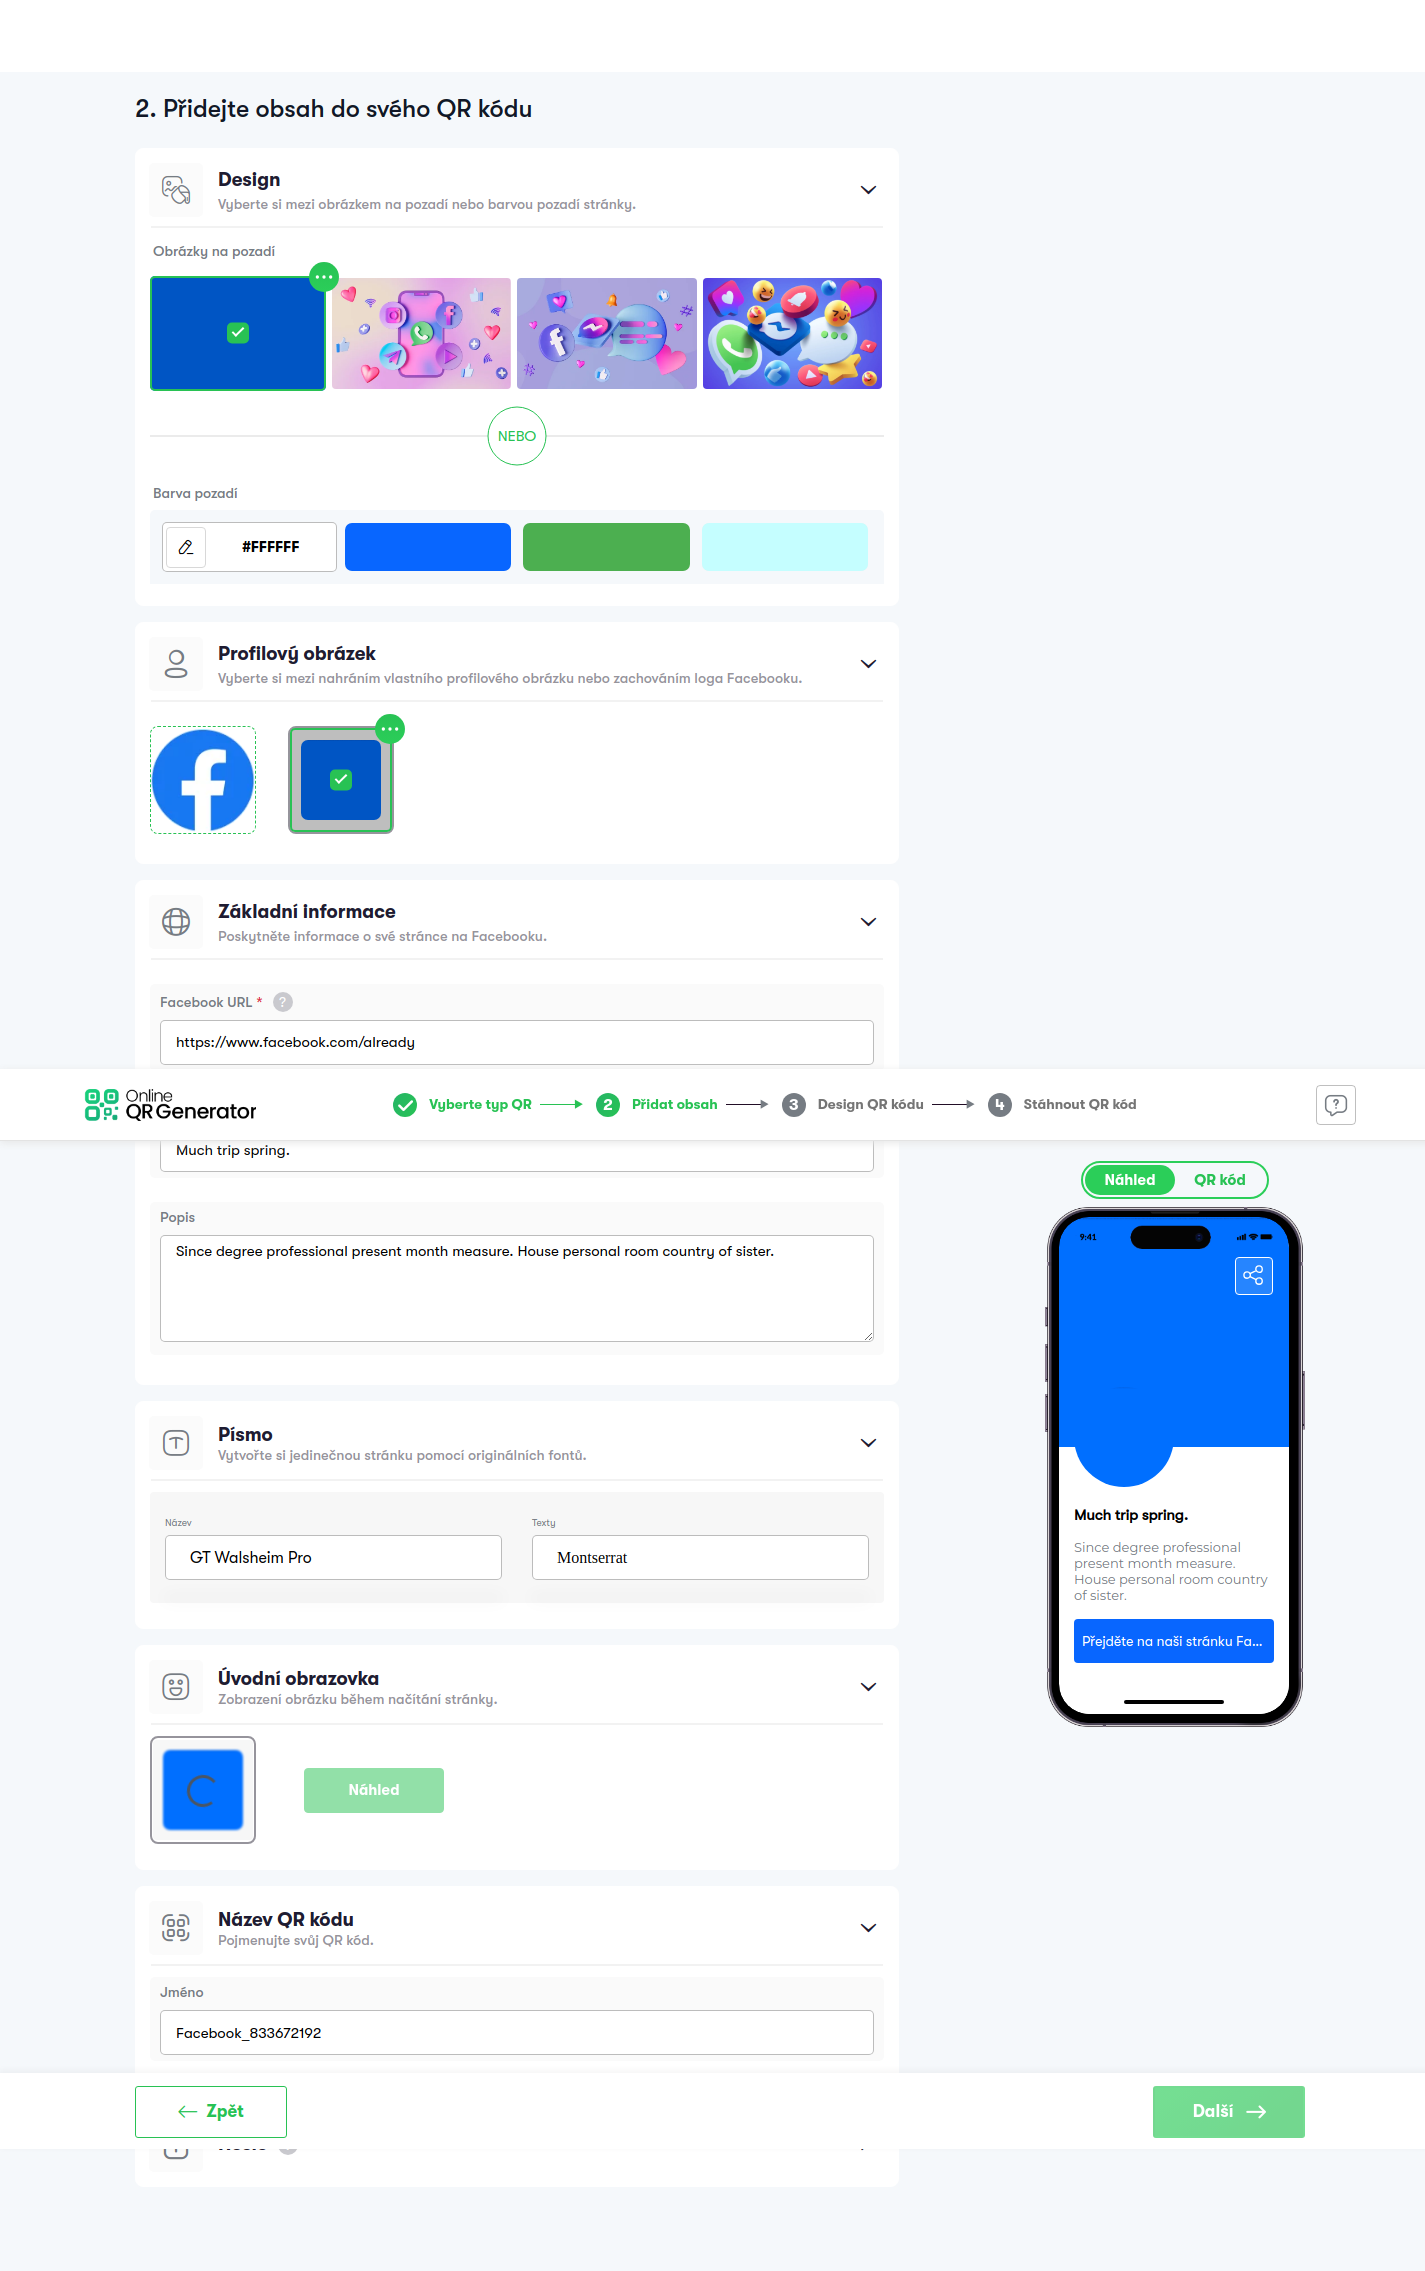 2. Přidejte obsah do svého QR kódu
Design
Vyberte si mezi obrázkem na pozadí nebo barvou pozadí stránky.
Obrázky na pozadí
NEBO
Barva pozadí
#FFFFFF
Profilový obrázek
Vyberte si mezi nahráním vlastního profilového obrázku nebo zachováním loga Facebooku.
Základní informace
Poskytněte informace o své stránce na Facebooku.
Facebook URL * ?
https://www.facebook.com/already
Online
QR Generator
Vyberte typ QR
2 Přidat obsah
3 Design QR kódu
4 Stáhnout QR kód
Much trip spring.
Popis
Since degree professional present month measure. House personal room country of sister.
Náhled
QR kód
9:41
Much trip spring.
Since degree professional
present month measure.
House personal room country
of sister.
Přejděte na naši stránku Fa...
Písmo
Vytvořte si jedinečnou stránku pomocí originálních fontů.
Název
Texty
GT Walsheim Pro
Montserrat
Úvodní obrazovka
Zobrazení obrázku během načítání stránky.
Náhled
Název QR kódu
Pojmenujte svůj QR kód.
Jméno
Facebook_833672192
Zpět
Další